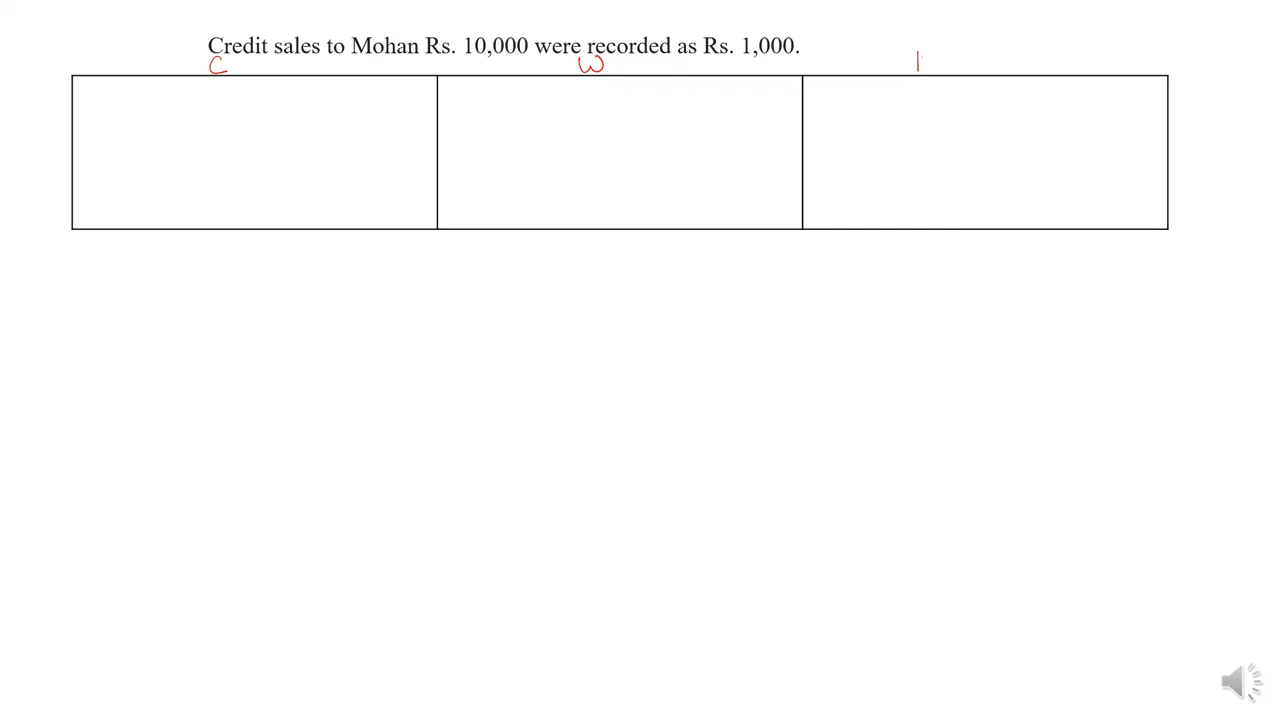 Credit sales to Mohan Rs. 10,000 were recorded as Rs. 1,000.
C W